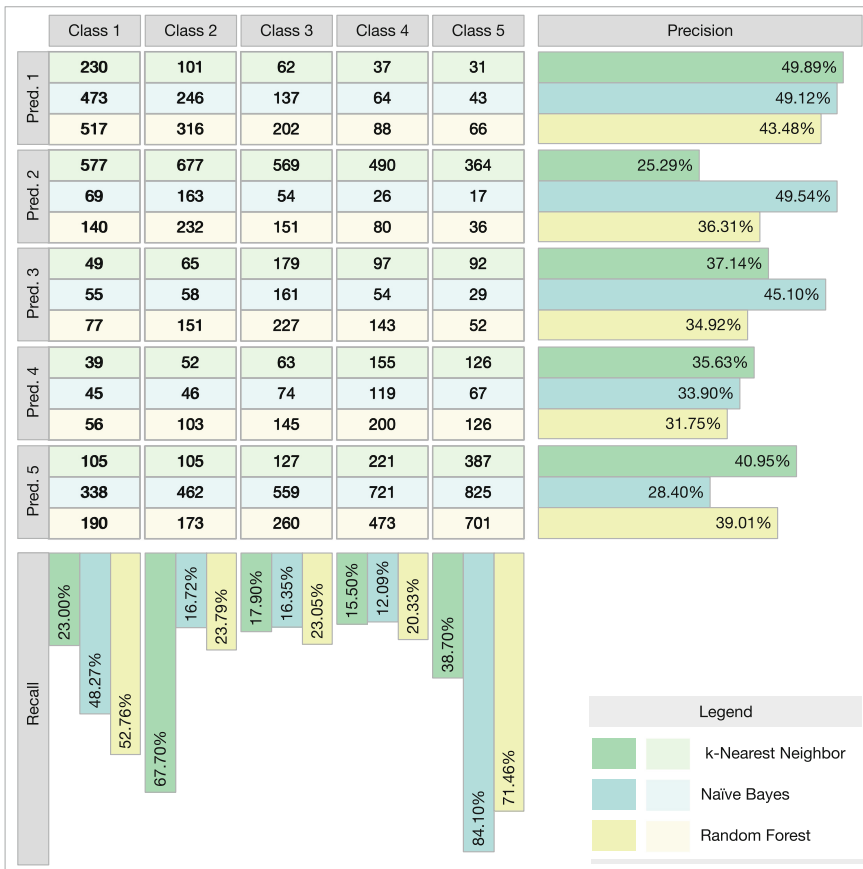 Class 1 Class 2 Class 3 Class 4 Class 5 Precision
Pred. 1
230 101 62 37 31 49.89%
473 246 137 64 43 49.12%
517 316 202 88 66 43.48%
Pred. 2
577 677 569 490 364 25.29%
69 163 54 26 17 49.54%
140 232 151 80 36 36.31%
Pred. 3
49 65 179 97 92 37.14%
55 58 161 54 29 45.10%
77 151 227 143 52 34.92%
Pred. 4
39 52 63 155 126 35.63%
45 46 74 119 67 33.90%
56 103 145 200 126 31.75%
Pred. 5
105 105 127 221 387 40.95%
338 462 559 721 825 28.40%
190 173 260 473 701 39.01%
Recall
23.00% 48.27% 52.76% 67.70% 16.72% 23.79% 17.90% 16.35% 23.05% 15.50% 12.09% 20.33% 38.70% 84.10% 71.46%
Legend
k-Nearest Neighbor
Naïve Bayes
Random Forest